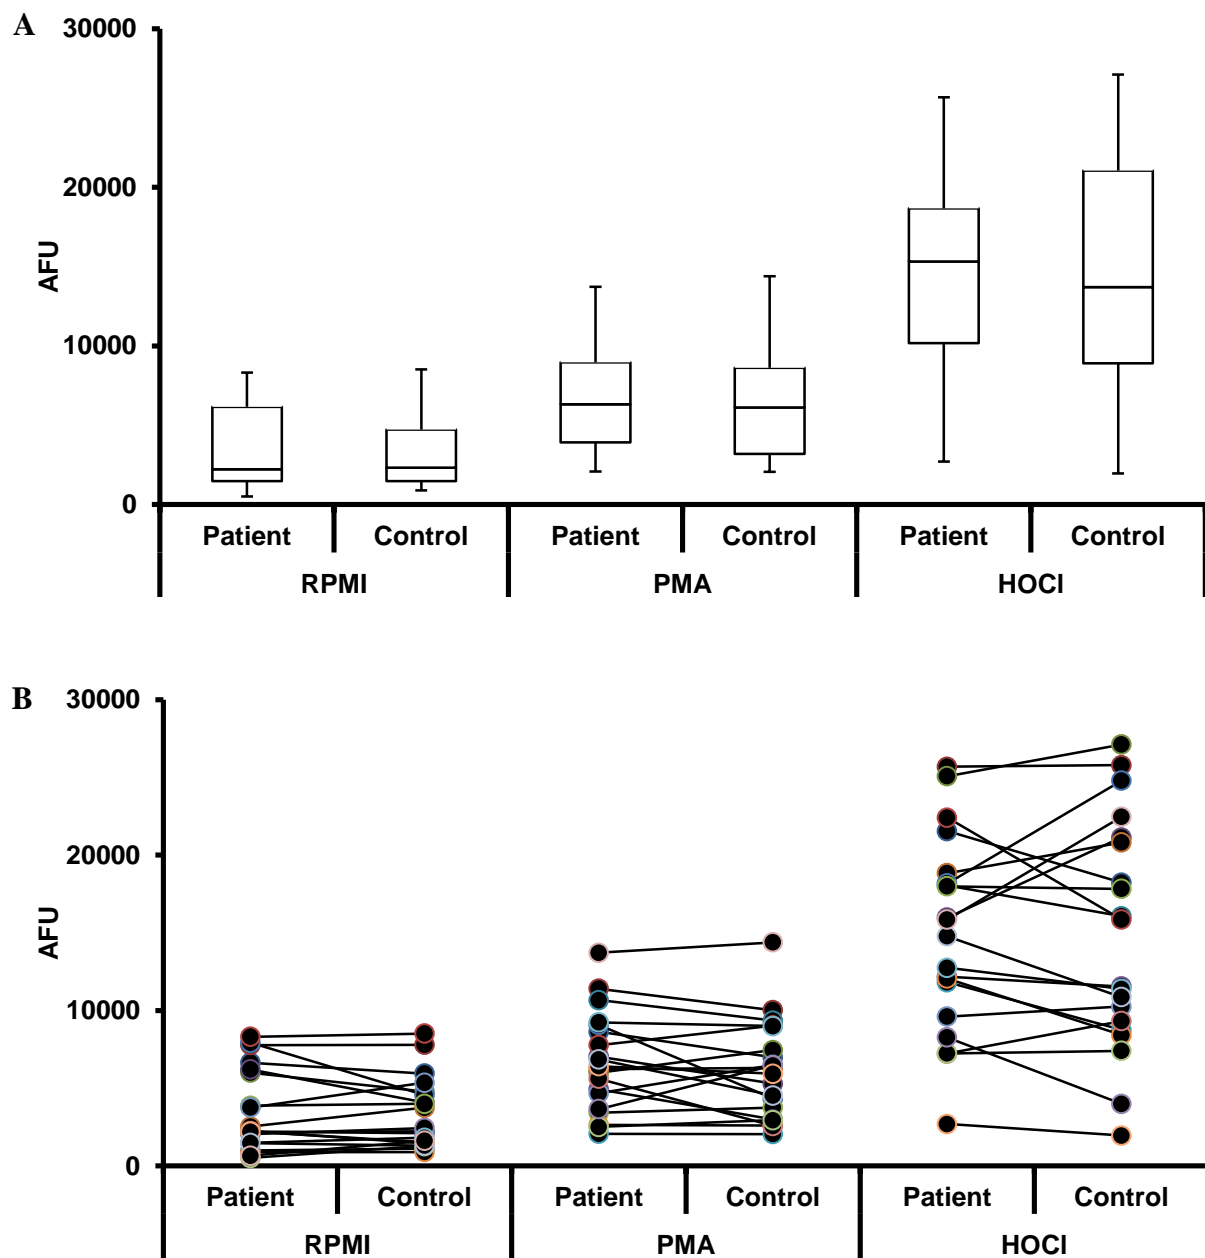 A
30000
20000
10000
0
AFU
Patient Control Patient Control Patient Control
RPMI PMA HOCl
B
30000
20000
10000
0
AFU
Patient Control Patient Control Patient Control
RPMI PMA HOCl